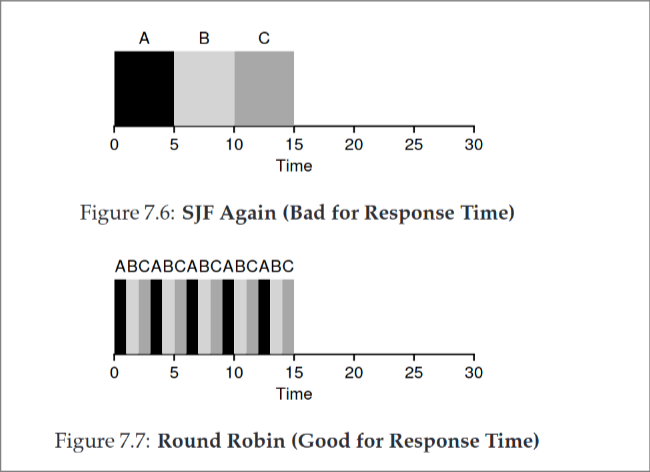 A B C
0 5 10 15 20 25 30
Time
Figure 7.6: SJF Again (Bad for Response Time)
ABCABCABCABCABC
0 5 10 15 20 25 30
Time
Figure 7.7: Round Robin (Good for Response Time)